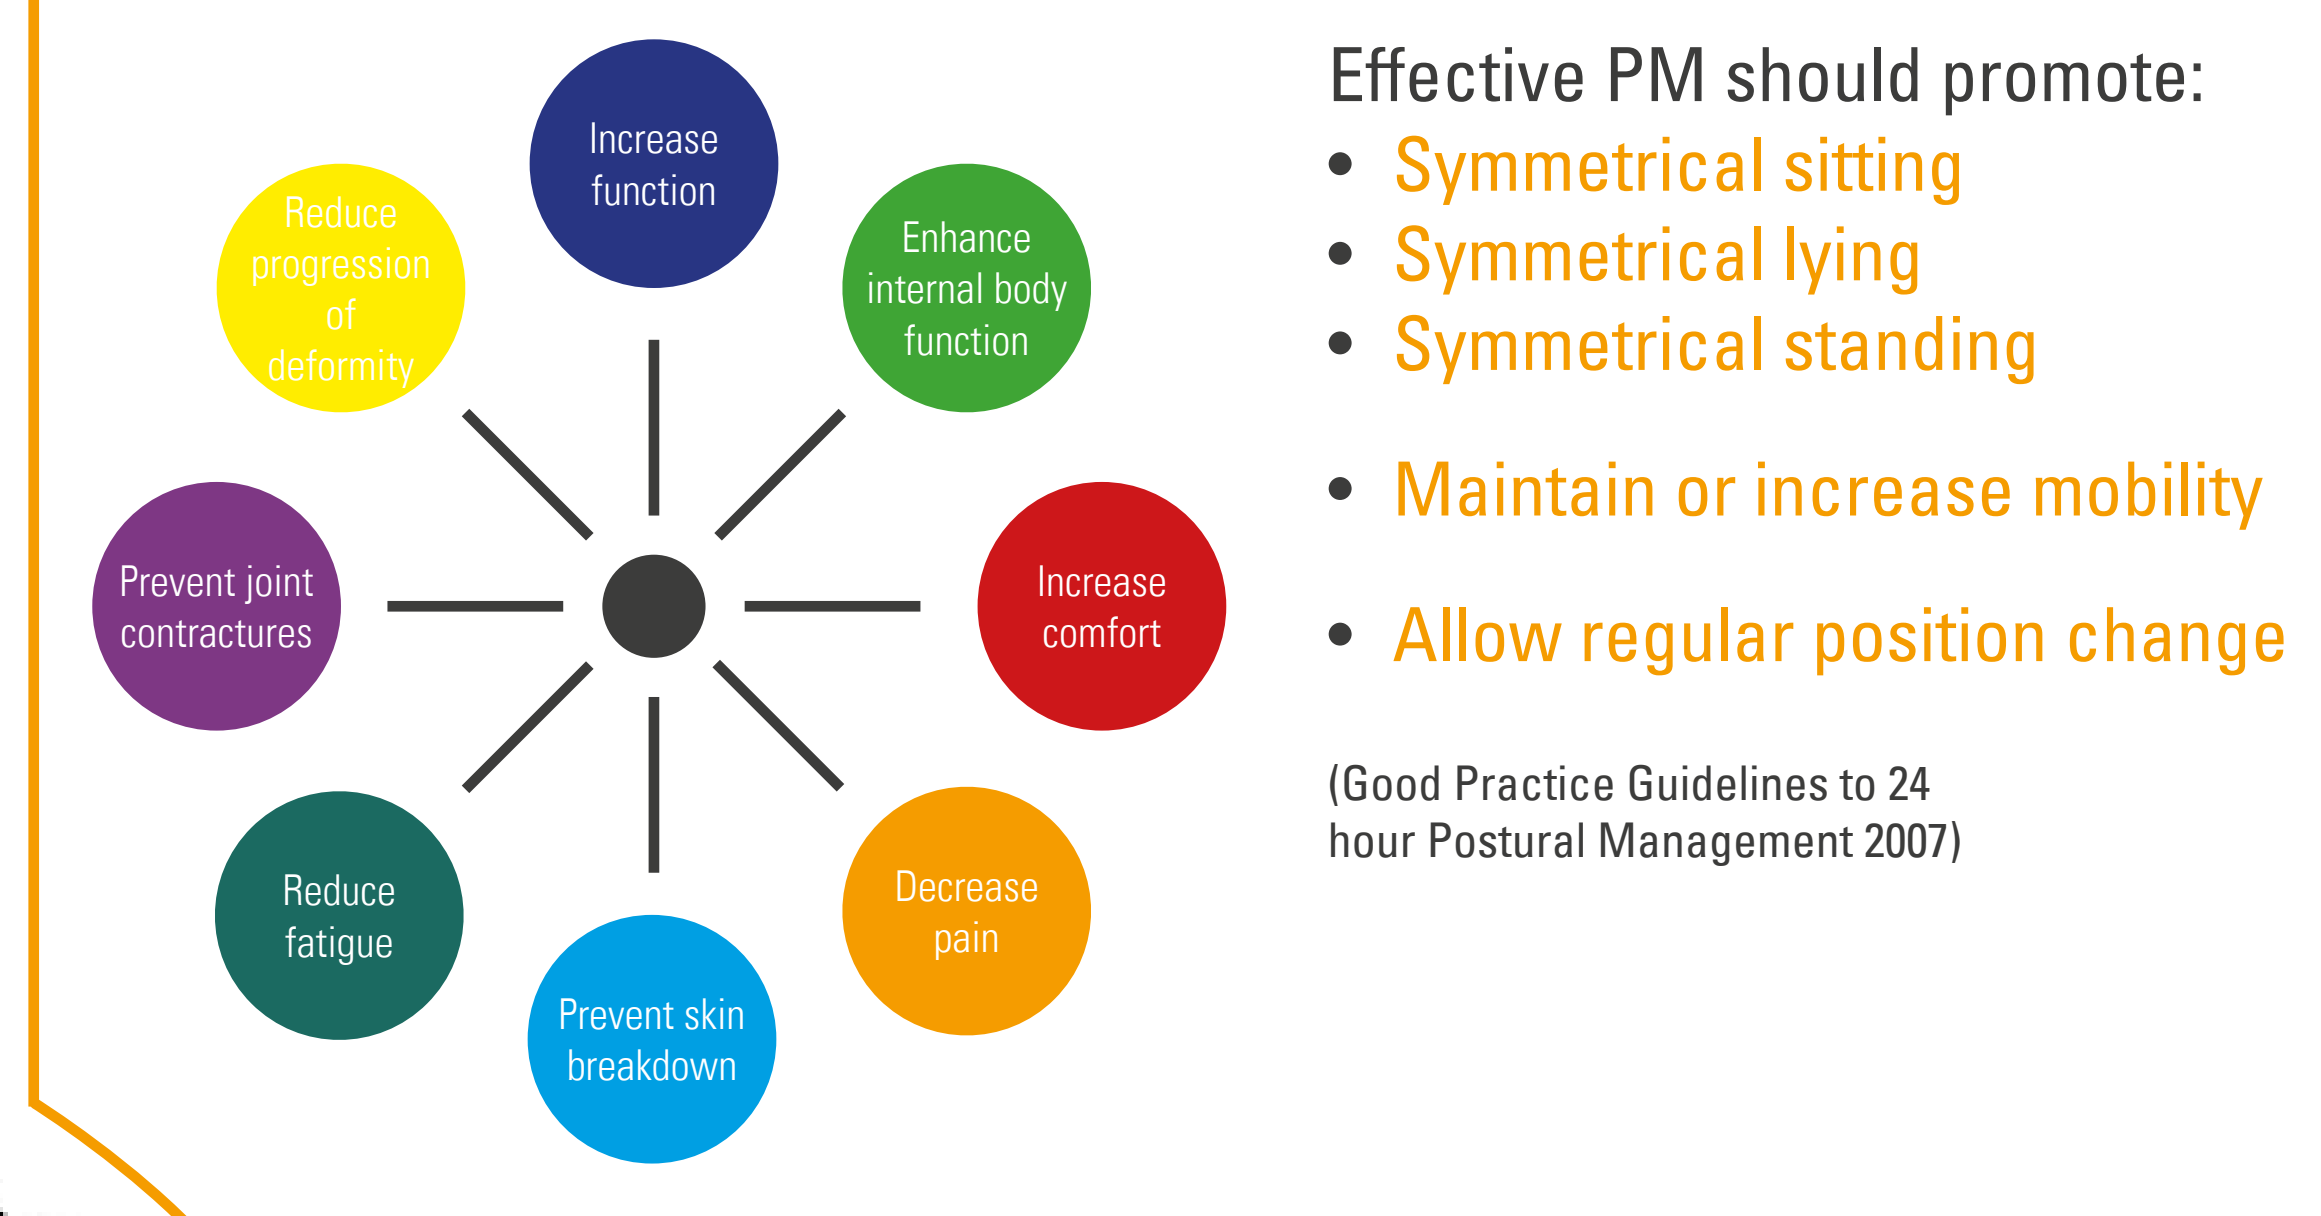 Increase
function
Enhance
internal body
function
Increase
comfort
Decrease
pain
Prevent skin
breakdown
Reduce
fatigue
Prevent joint
contractures
Reduce
progression
of
deformity
Effective PM should promote:
• Symmetrical sitting
• Symmetrical lying
• Symmetrical standing
• Maintain or increase mobility
• Allow regular position change
(Good Practice Guidelines to 24
hour Postural Management 2007)